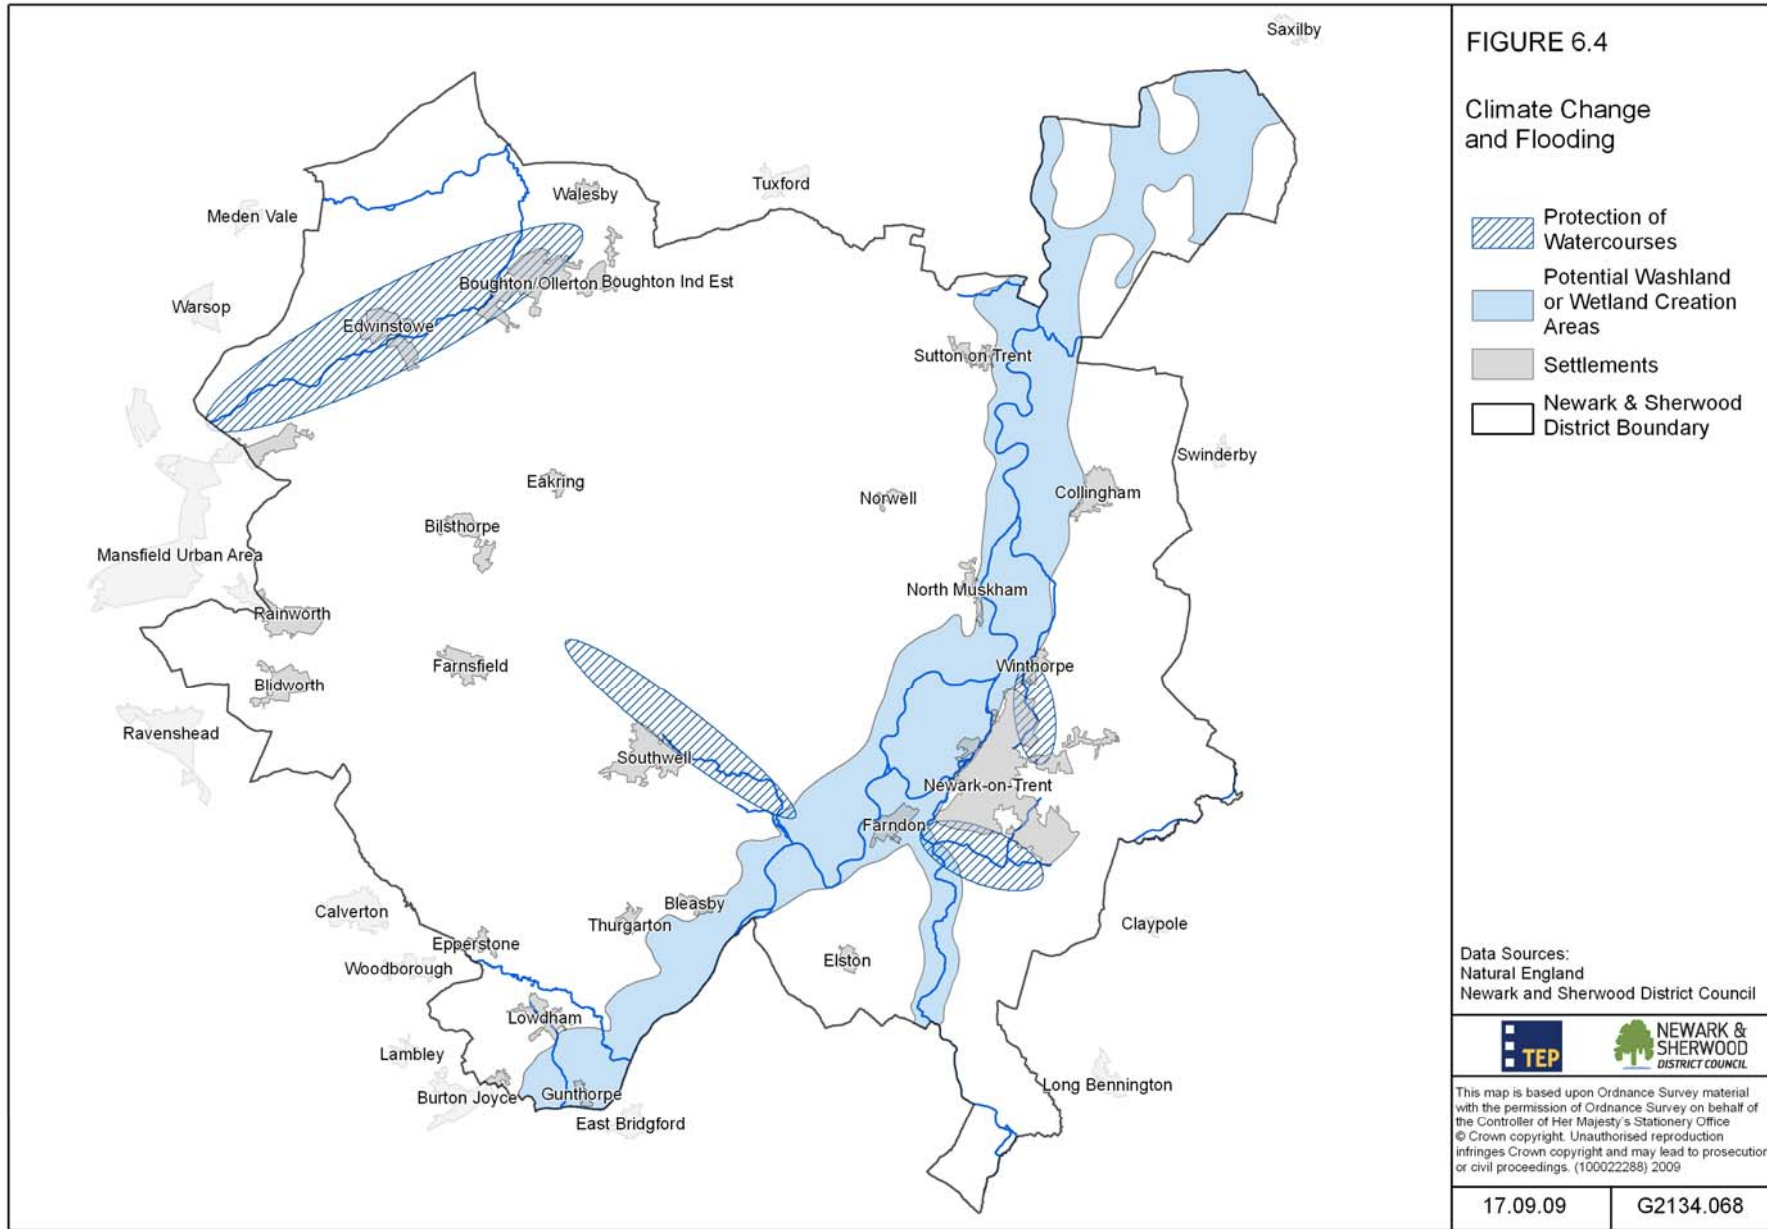 Saxilby
Tuxford
Walesby
Meden Vale
Boughton/Ollerton
Boughton Ind Est
Warsop
Edwinstowe
Sutton on Trent
Swinderby
Eakring
Norwell
Collingham
Bilsthorpe
Mansfield Urban Area
North Muskham
Rainworth
Farnsfield
Winthorpe
Blidworth
Ravenshead
Southwell
Newark-on-Trent
Farndon
Bleasby
Calverton
Thurgarton
Claypole
Epperstone
Elston
Woodborough
Lowdham
Lambley
Long Bennington
Burton Joyce
Gunthorpe
East Bridgford
FIGURE 6.4
Climate Change
and Flooding
Protection of
Watercourses
Potential Washland
or Wetland Creation
Areas
Settlements
Newark & Sherwood
District Boundary
Data Sources:
Natural England
Newark and Sherwood District Council
TEP
NEWARK &
SHERWOOD
DISTRICT COUNCIL
This map is based upon Ordnance Survey material
with the permission of Ordnance Survey on behalf of
the Controller of Her Majesty's Stationery Office
© Crown copyright. Unauthorised reproduction
infringes Crown copyright and may lead to prosecution
or civil proceedings. (100022288) 2009
17.09.09
G2134.068